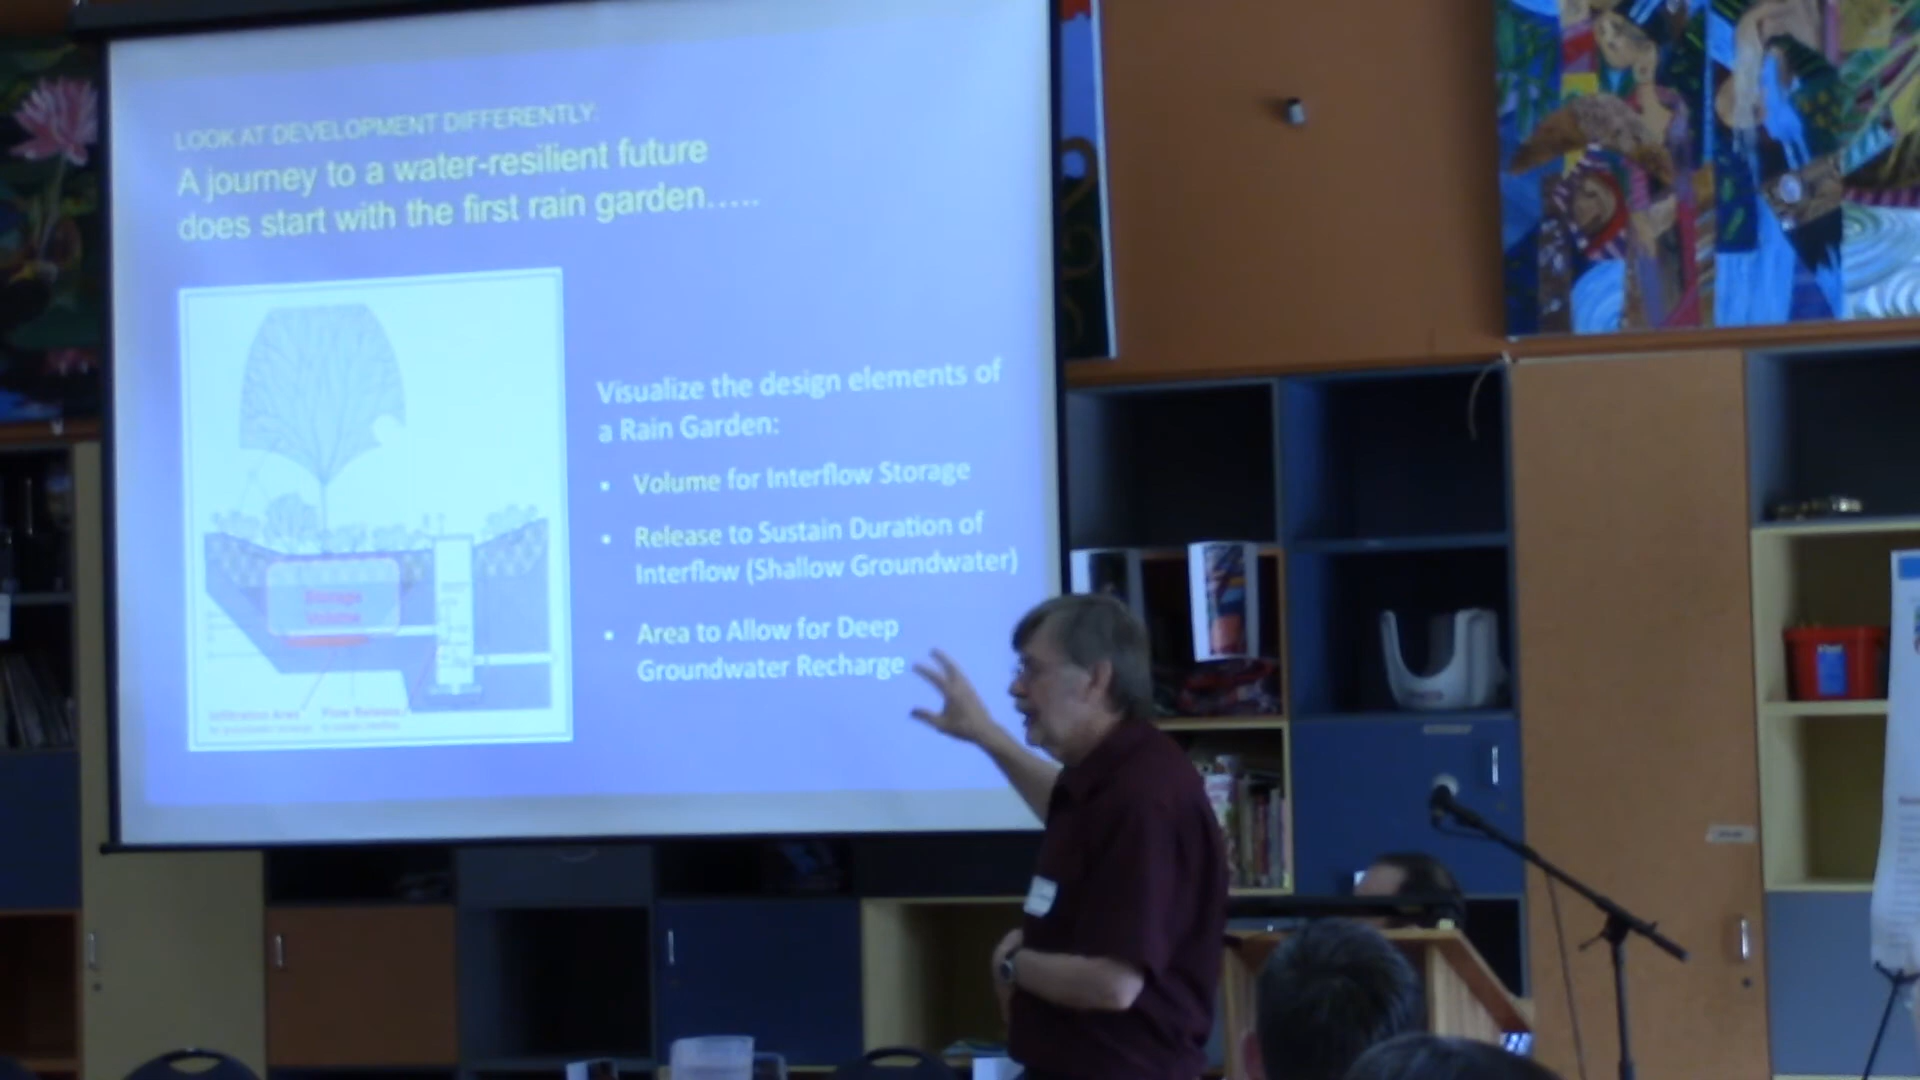 LOOK AT DEVELOPMENT DIFFERENTLY:
A journey to a water-resilient future
does start with the first rain garden…..
Visualize the design elements of
a Rain Garden:
▪ Volume for Interflow Storage
▪ Release to Sustain Duration of
Interflow (Shallow Groundwater)
▪ Area to Allow for Deep
Groundwater Recharge
Storage
Volume
Infiltration Area
Flow Release